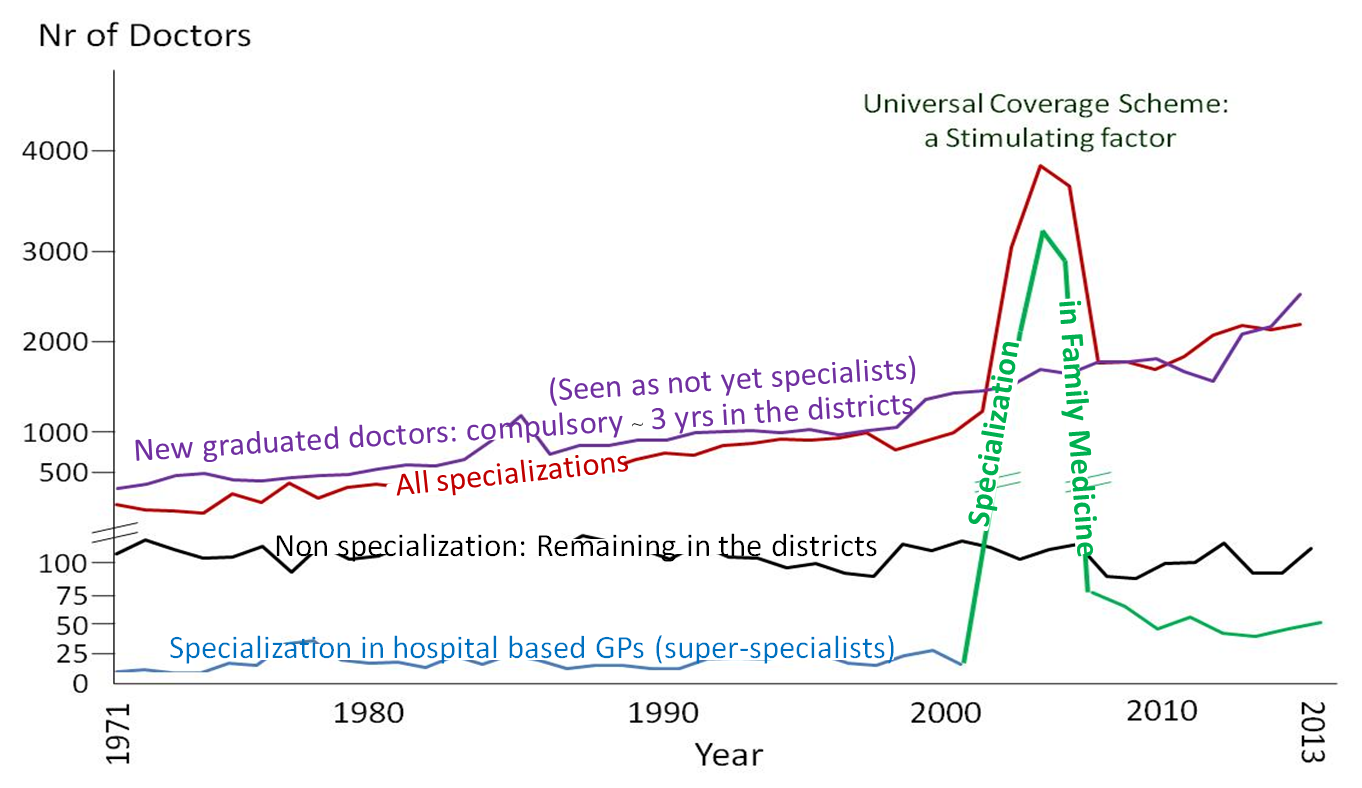 Nr of Doctors
Universal Coverage Scheme:
a Stimulating factor
4000
3000
2000
1000
500
100
75
50
25
0
(Seen as not yet specialists)
New graduated doctors: compulsory ~ 3 yrs in the districts
All specializations
Specialization
in Family Medicine
Non specialization: Remaining in the districts
Specialization in hospital based GPs (super-specialists)
1971
1980
1990
2000
2010
2013
Year